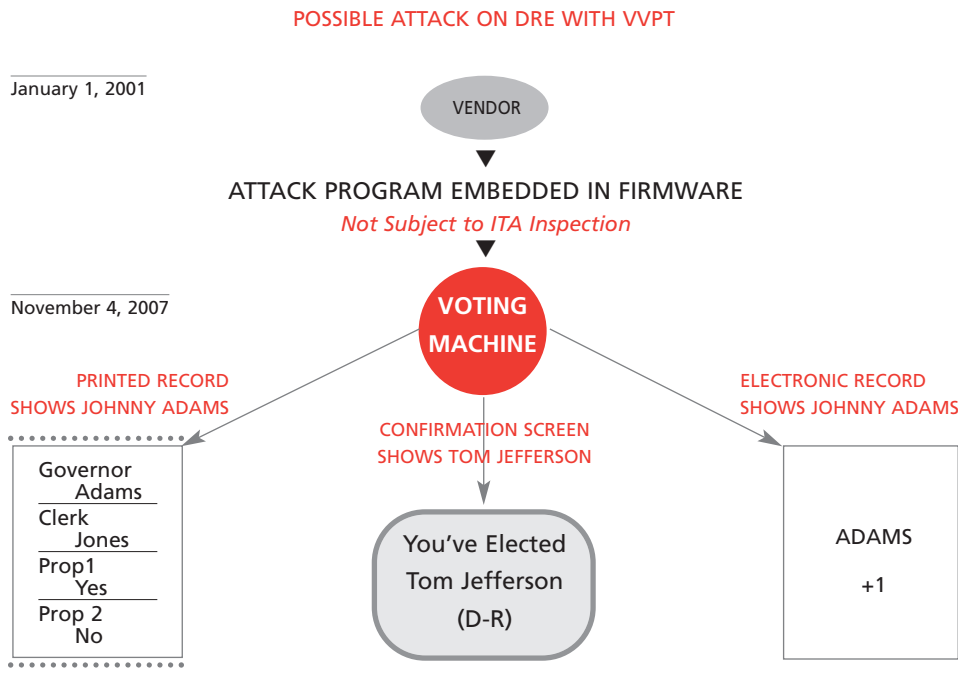 POSSIBLE ATTACK ON DRE WITH VVPT
January 1, 2001
VENDOR
ATTACK PROGRAM EMBEDDED IN FIRMWARE
Not Subject to ITA Inspection
November 4, 2007
VOTING
MACHINE
PRINTED RECORD
SHOWS JOHNNY ADAMS
CONFIRMATION SCREEN
SHOWS TOM JEFFERSON
ELECTRONIC RECORD
SHOWS JOHNNY ADAMS
Governor
Adams
Clerk
Jones
Prop1
Yes
Prop 2
No
You've Elected
Tom Jefferson
(D-R)
ADAMS
+1